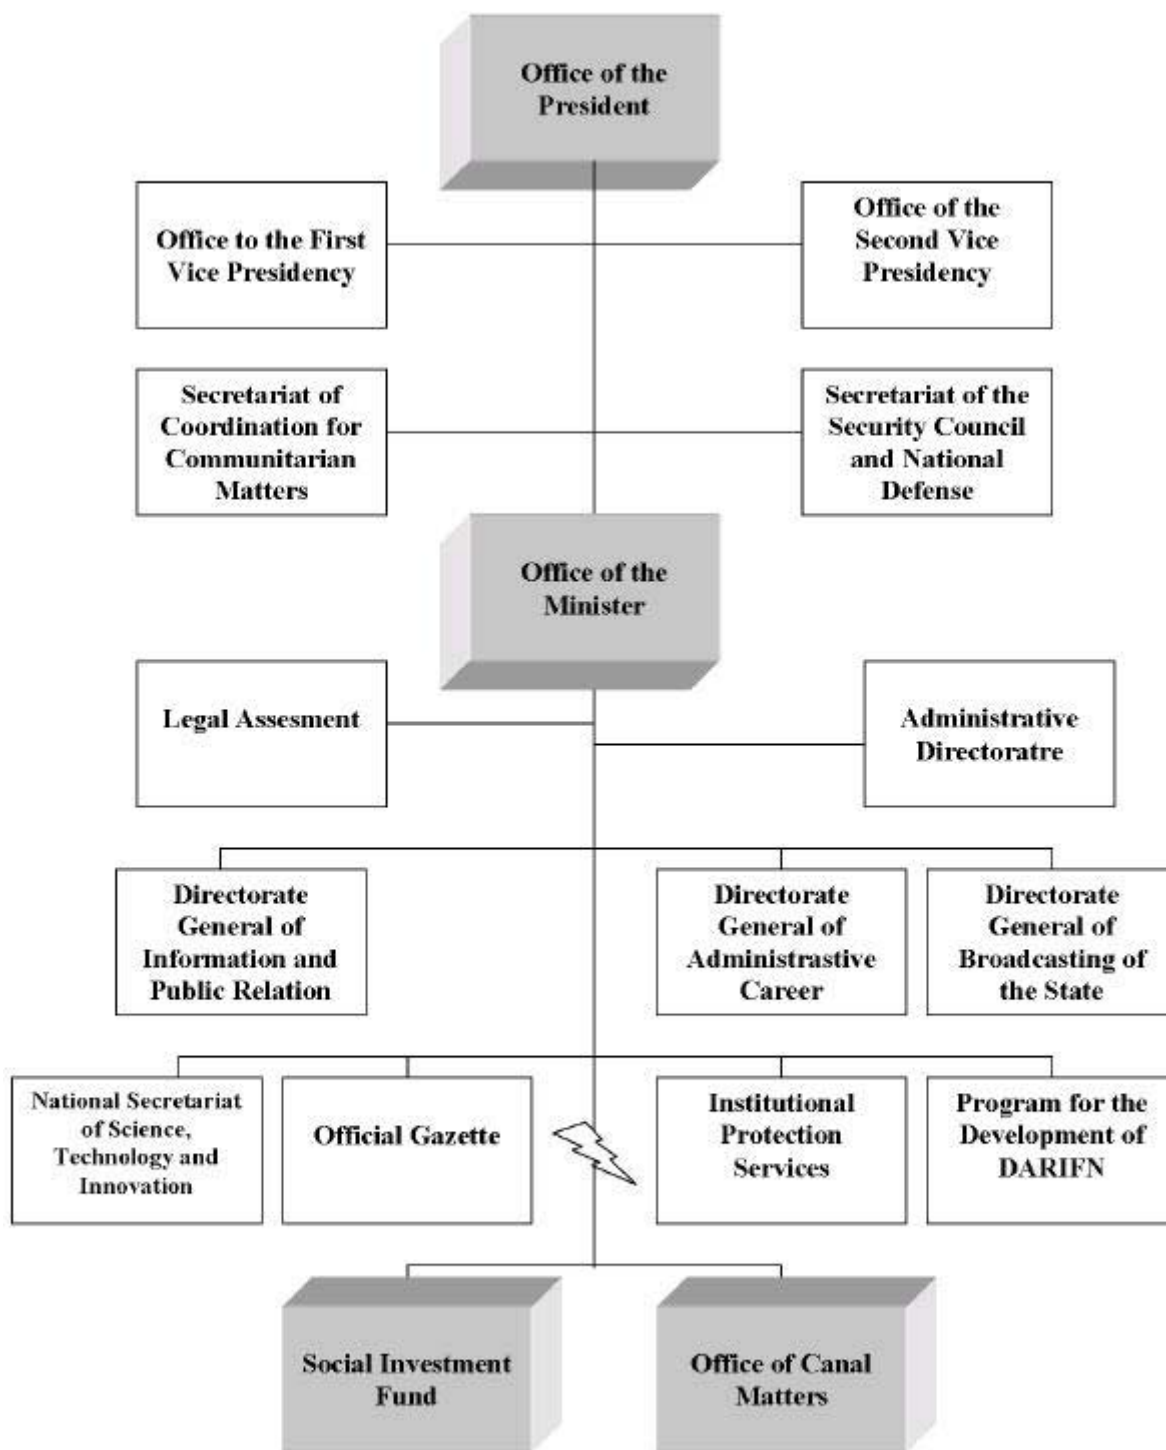 Office of the
President
Office to the First
Vice Presidency
Office of the
Second Vice
Presidency
Secretariat of
Coordination for
Communitarian
Matters
Secretariat of the
Security Council
and National
Defense
Office of the
Minister
Legal Assesment
Administrative
Directoratre
Directorate
General of
Information and
Public Relation
Directorate
General of
Administrastive
Career
Directorate
General of
Broadcasting of
the State
National Secretariat
of Science,
Technology and
Innovation
Official Gazette
Institutional
Protection
Services
Program for the
Development of
DARIFN
Social Investment
Fund
Office of Canal
Matters